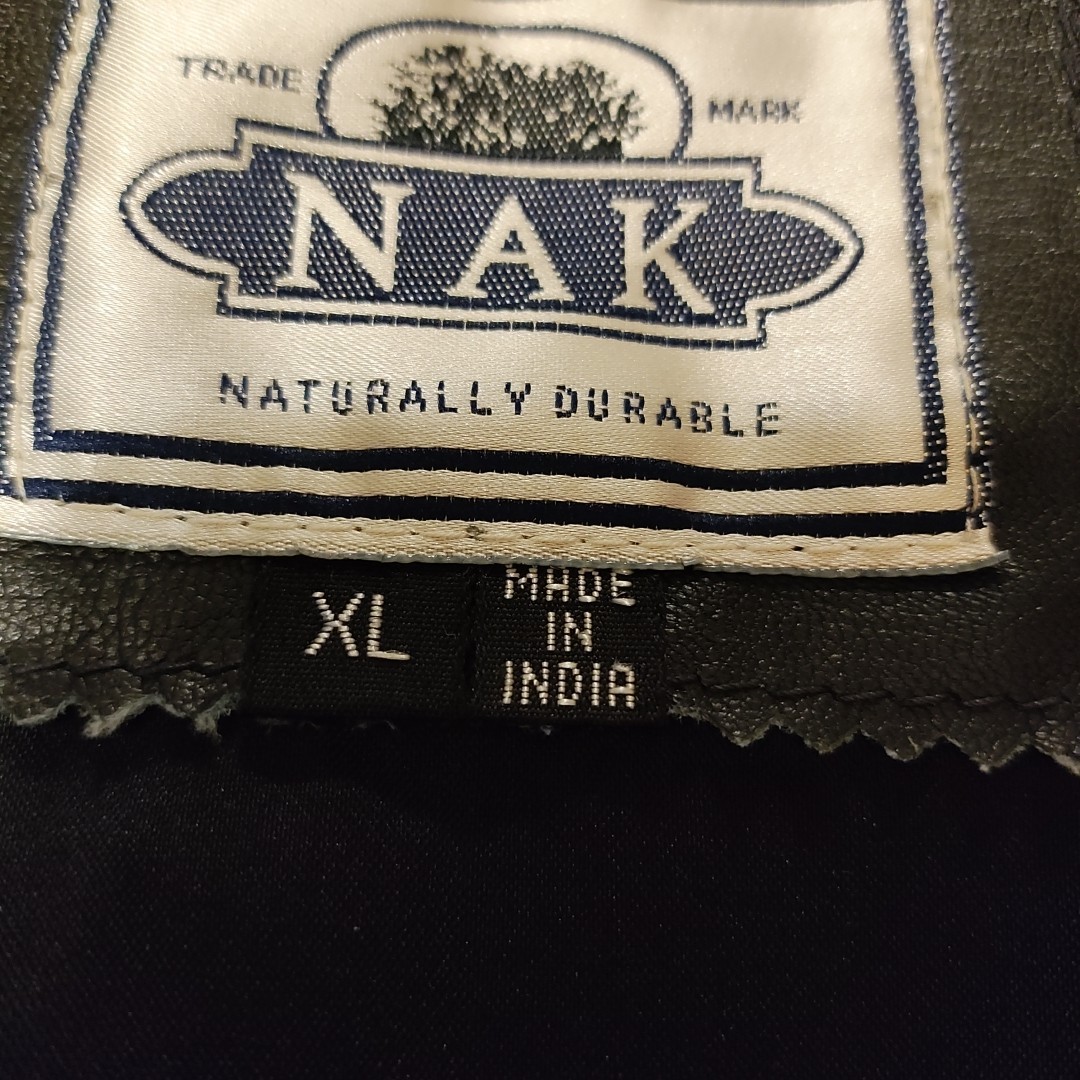 TRADE MARK
NAK
NATURALLY DURABLE
XL
MADE
IN
INDIA